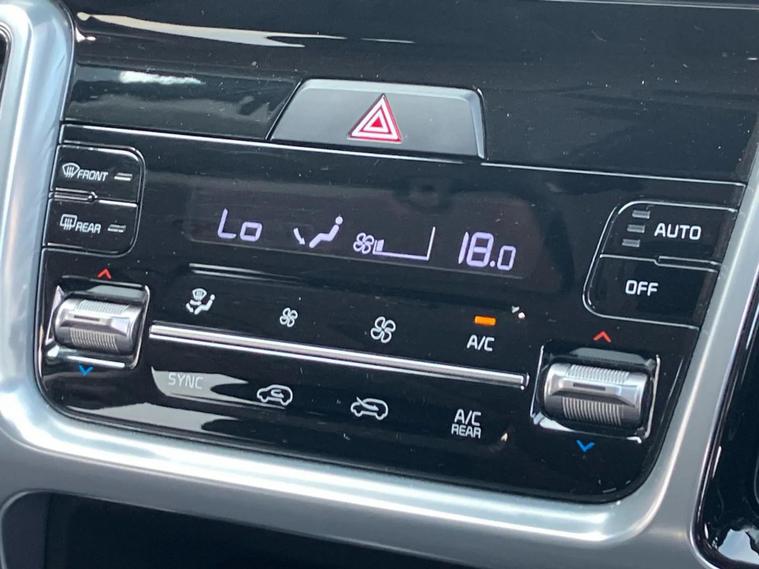 FRONT
REAR
Lo
18.0
AUTO
OFF
A/C
SYNC
A/C
REAR